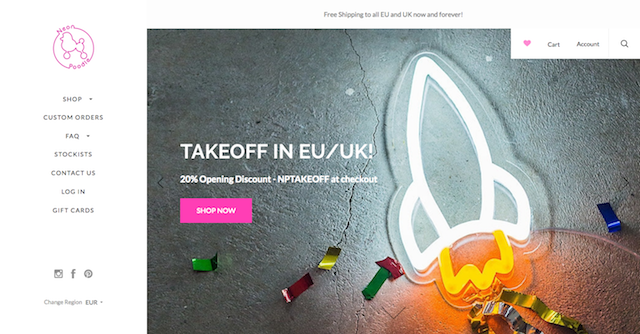 Free Shipping to all EU and UK now and forever!
Neon
Poodle
Cart
Account
SHOP
CUSTOM ORDERS
FAQ
STOCKISTS
CONTACT US
LOG IN
GIFT CARDS
Change Region EUR
TAKEOFF IN EU/UK!
20% Opening Discount - NPTAKEOFF at checkout
SHOP NOW